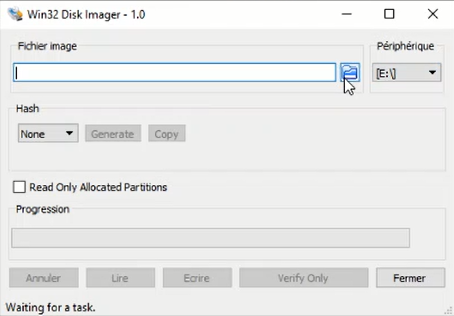 Win32 Disk Imager - 1.0
Fichier image
Périphérique
[E:\]
Hash
None
Generate
Copy
Read Only Allocated Partitions
Progression
Annuler
Lire
Ecrire
Verify Only
Fermer
Waiting for a task.